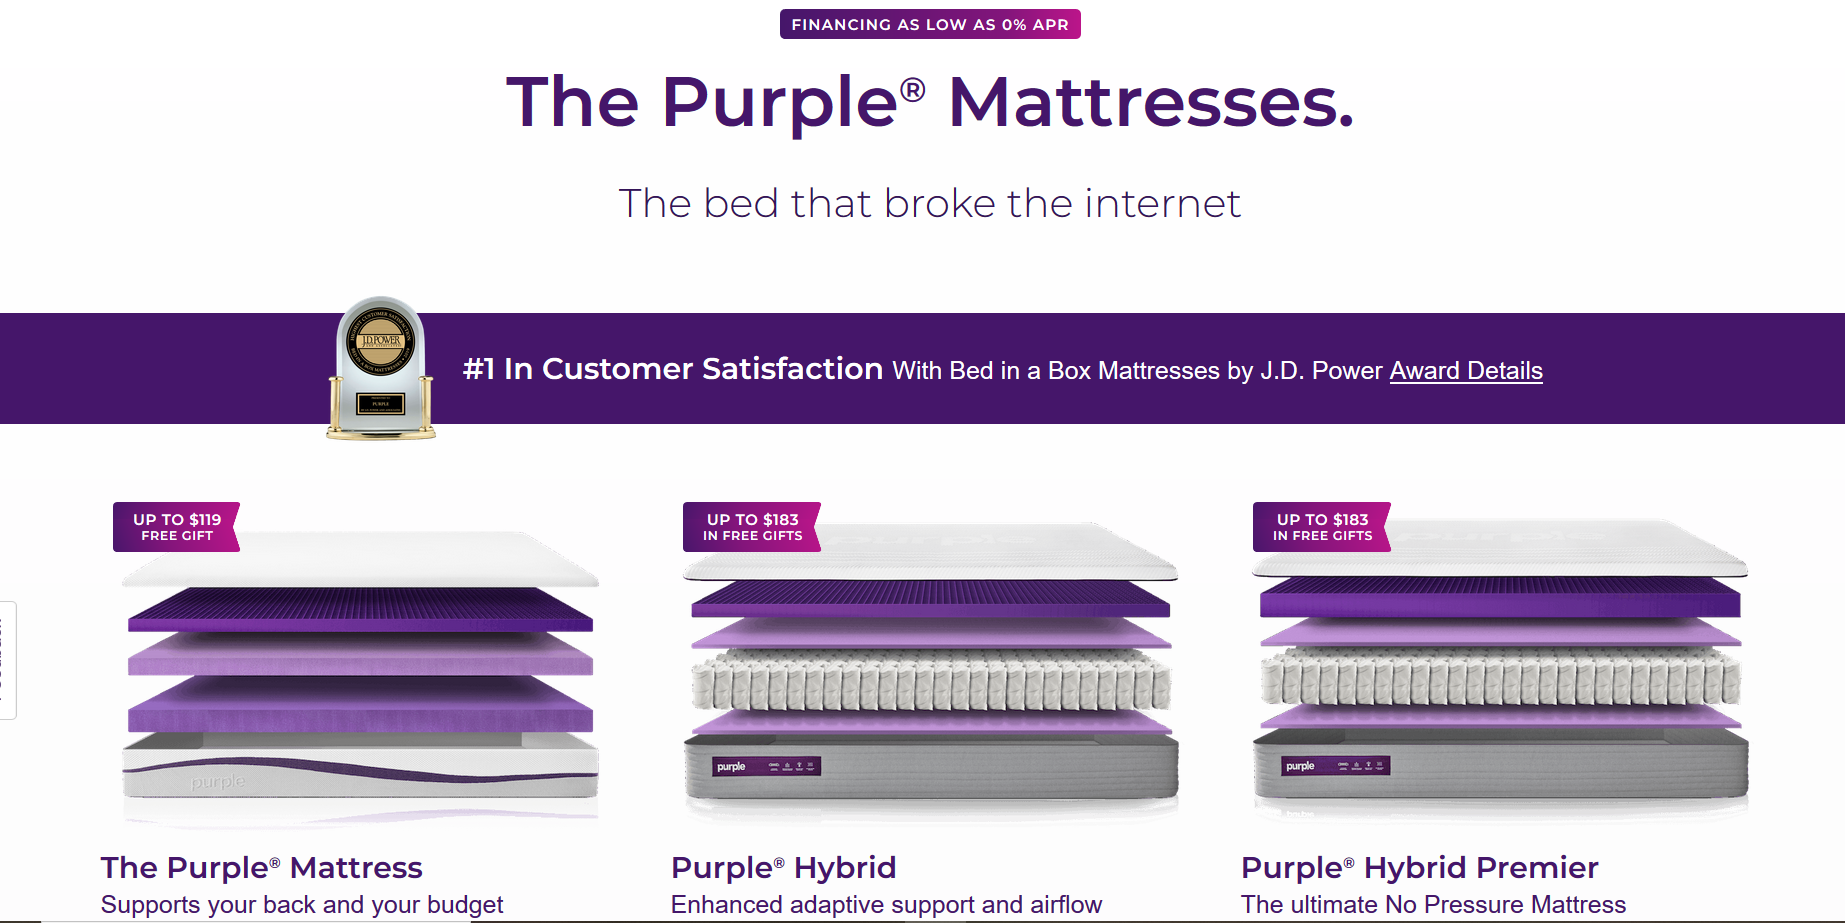 FINANCING AS LOW AS 0% APR
The Purple® Mattresses.
The bed that broke the internet
J.D. POWER
PURPLE
#1 In Customer Satisfaction With Bed in a Box Mattresses by J.D. Power Award Details
UP TO $119
FREE GIFT
UP TO $183
IN FREE GIFTS
UP TO $183
IN FREE GIFTS
purple
purple
purple
purple
purple
The Purple® Mattress
Supports your back and your budget
Purple® Hybrid
Enhanced adaptive support and airflow
Purple® Hybrid Premier
The ultimate No Pressure Mattress